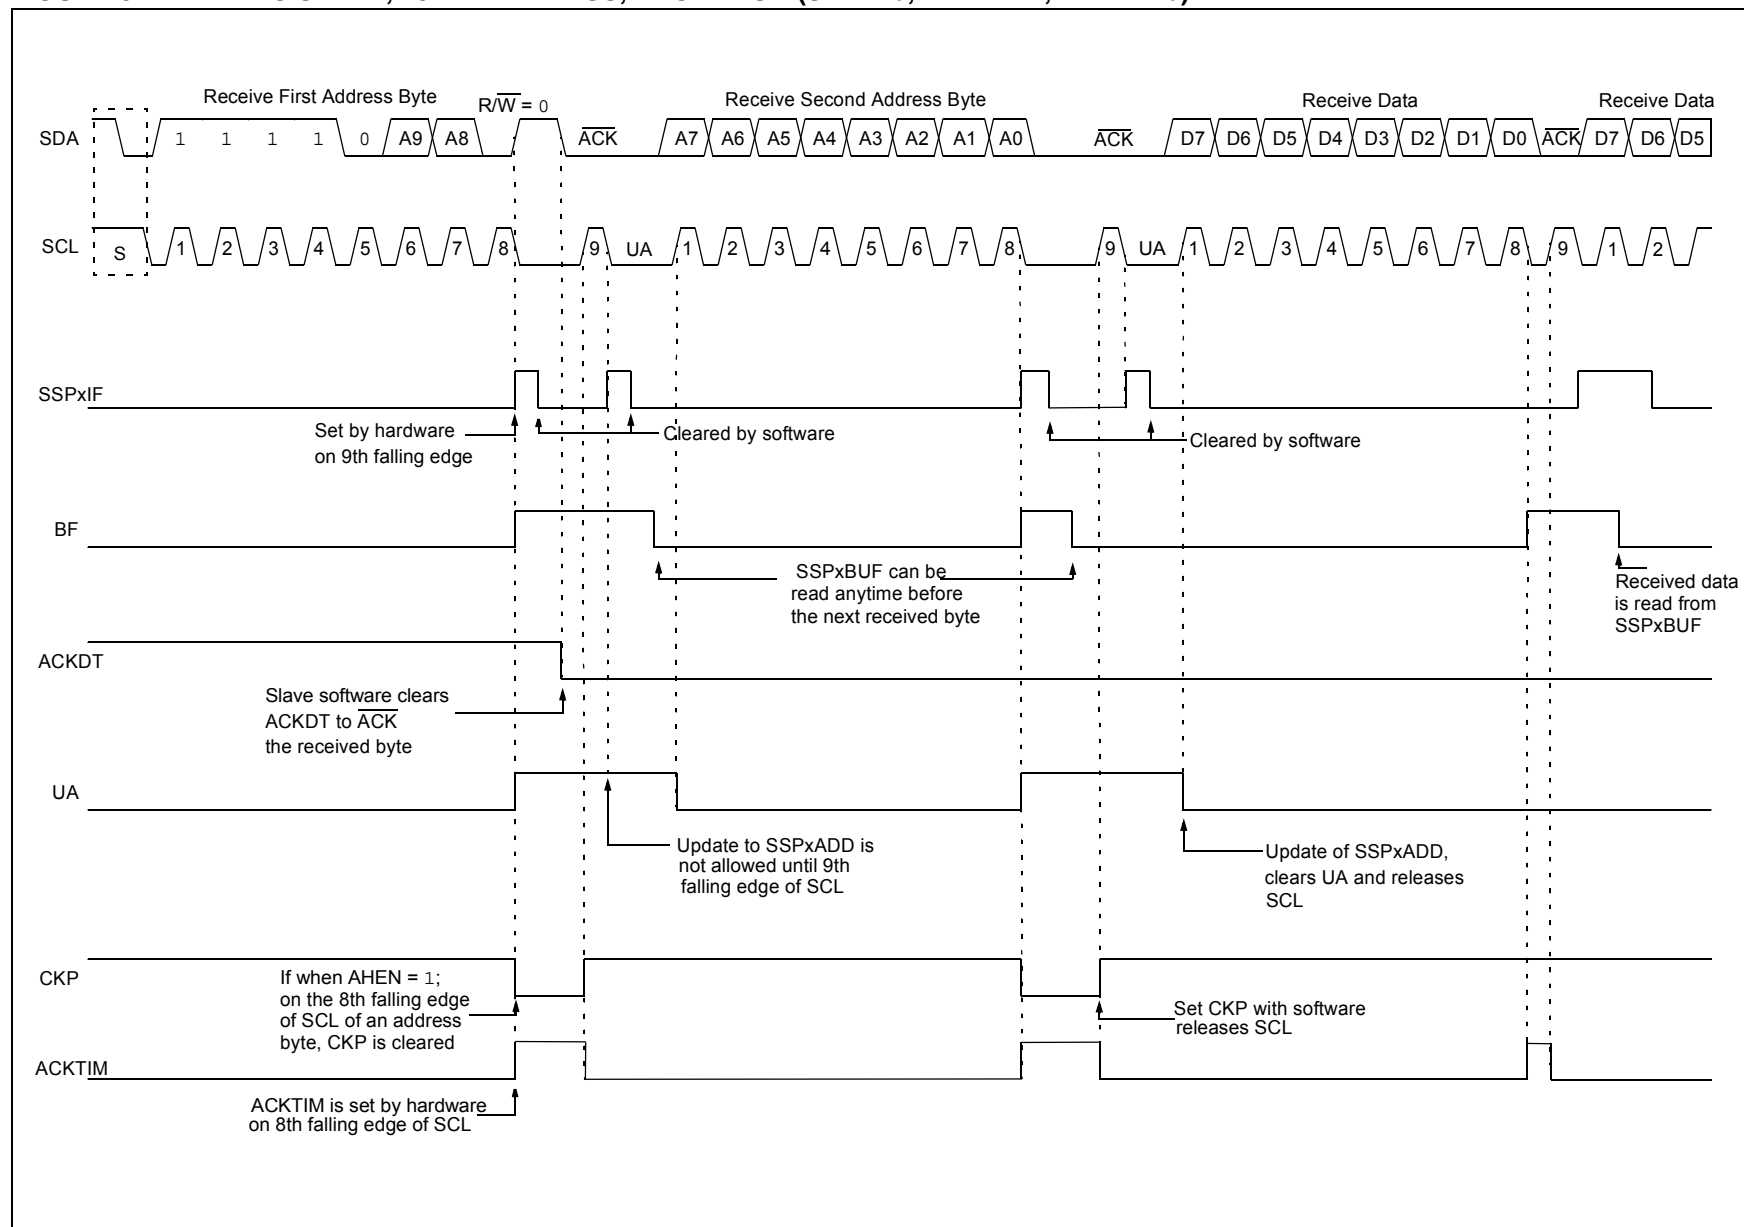 Receive First Address Byte
R/W = 0
Receive Second Address Byte
Receive Data
Receive Data
SDA
1 1 1 1 0 A9 A8
ACK
A7 A6 A5 A4 A3 A2 A1 A0
ACK
D7 D6 D5 D4 D3 D2 D1 D0
ACK
D7 D6 D5
SCL
S
1 2 3 4 5 6 7 8
9
UA
1 2 3 4 5 6 7 8
9
UA
1 2 3 4 5 6 7 8
9
1 2
SSPxIF
Set by hardware
on 9th falling edge
Cleared by software
Cleared by software
BF
SSPxBUF can be
read anytime before
the next received byte
Received data
is read from
SSPxBUF
ACKDT
Slave software clears
ACKDT to ACK
the received byte
UA
Update to SSPxADD is
not allowed until 9th
falling edge of SCL
Update of SSPxADD,
clears UA and releases
SCL
CKP
If when AHEN = 1;
on the 8th falling edge
of SCL of an address
byte, CKP is cleared
Set CKP with software
releases SCL
ACKTIM
ACKTIM is set by hardware
on 8th falling edge of SCL